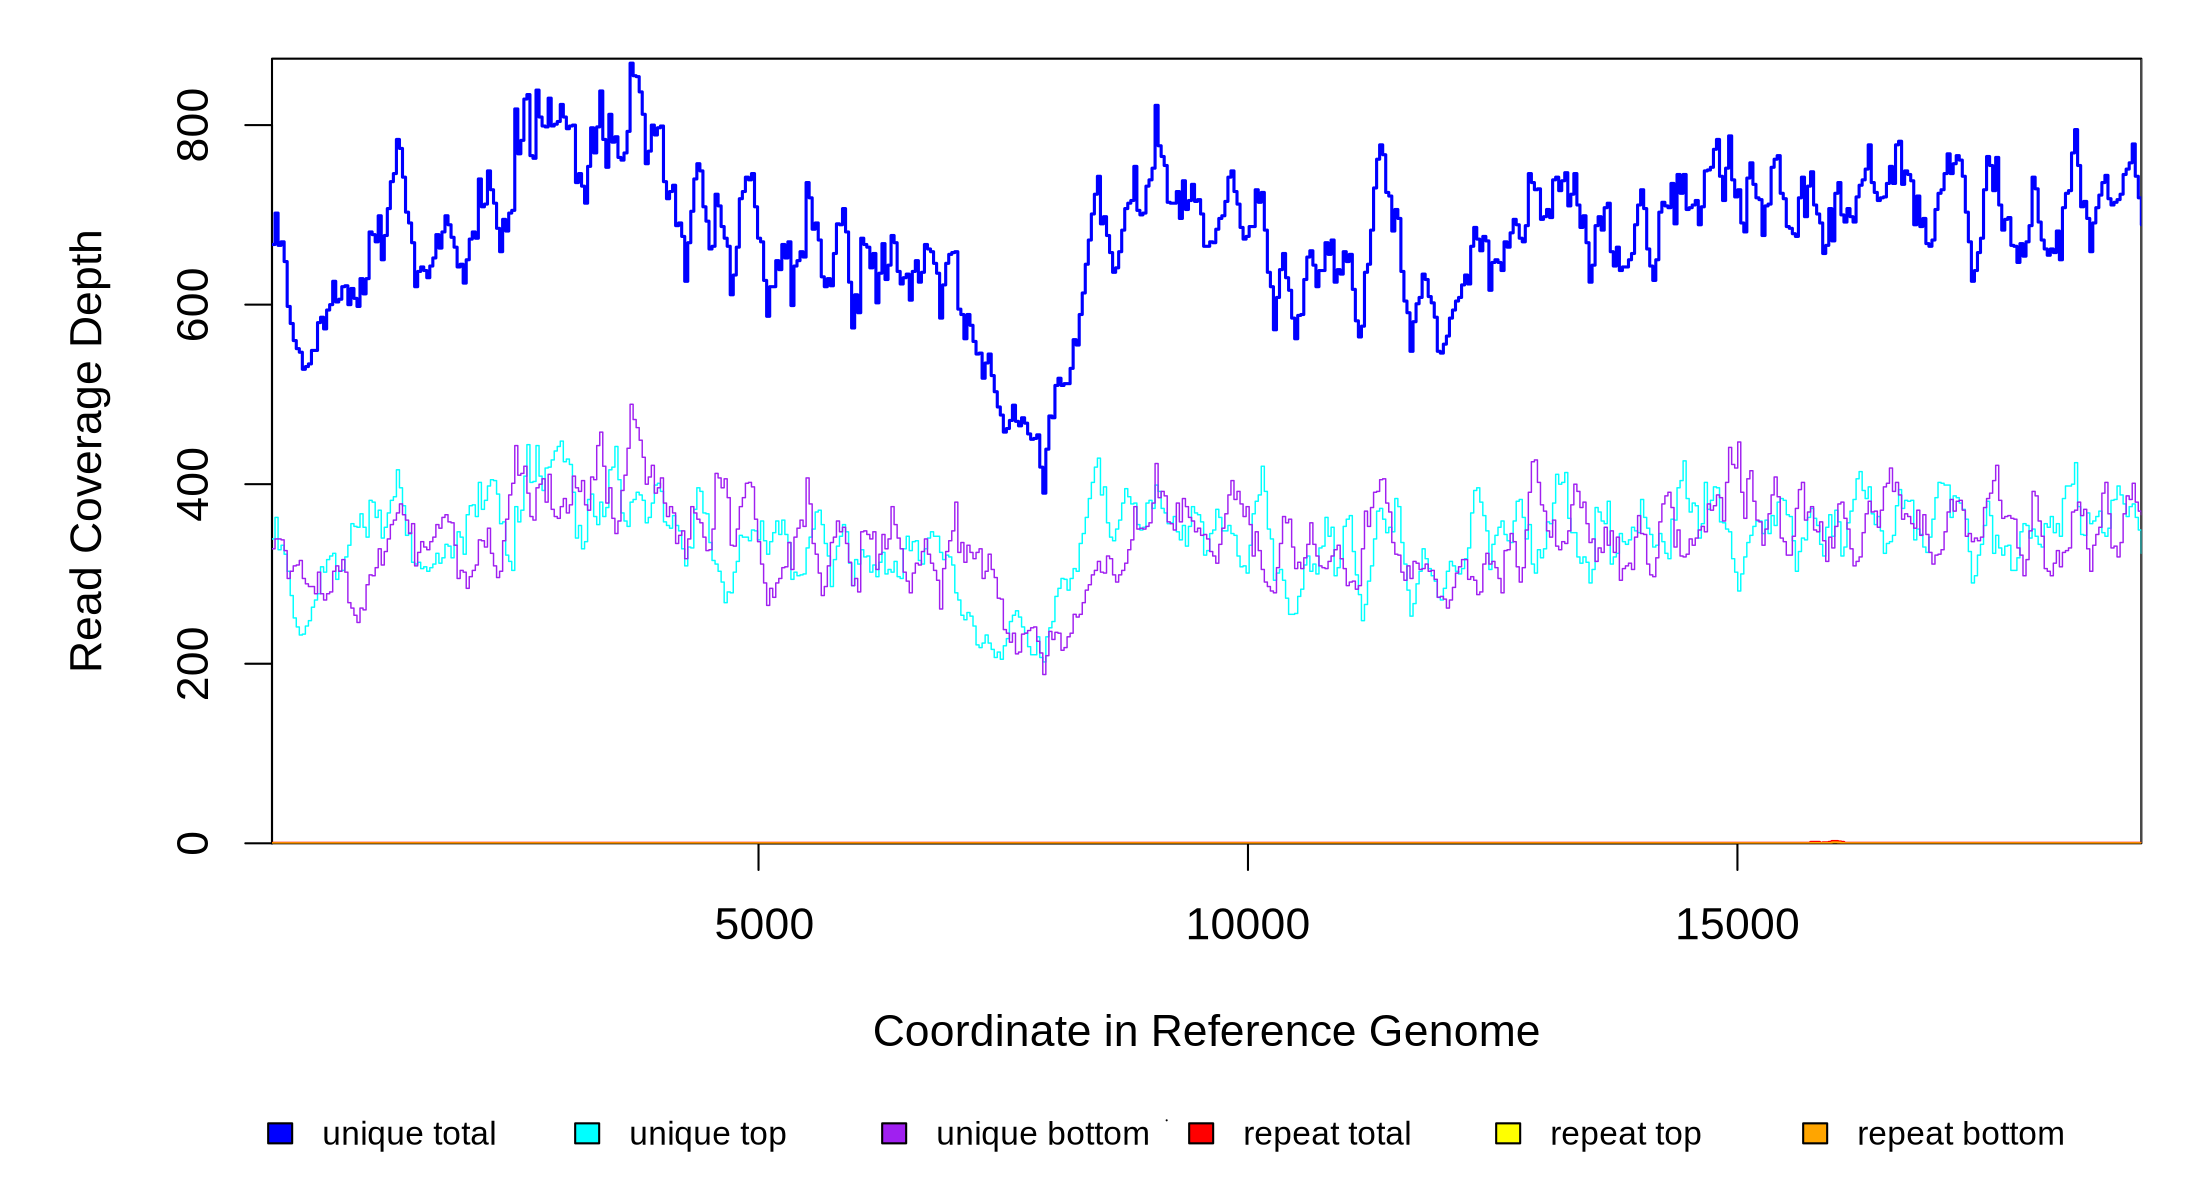 Read Coverage Depth
800
600
400
200
0
5000 10000 15000
Coordinate in Reference Genome
unique total unique top unique bottom repeat total repeat top repeat bottom